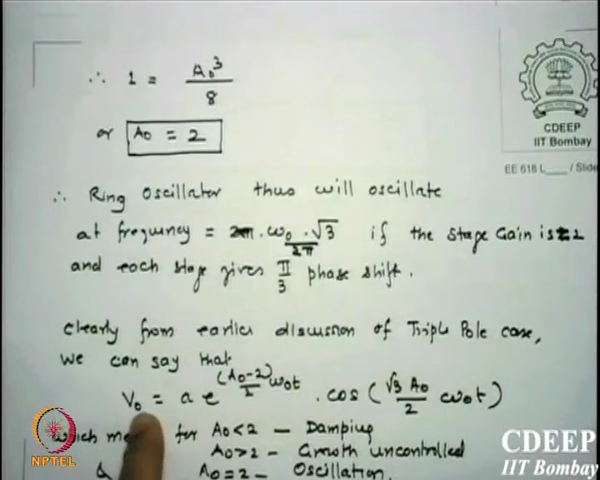 ∴ 1 = A₀³ / 8
or A₀ = 2
∴ Ring Oscillator thus will oscillate
at frequency = . ω₀ . √3 / 2π if the stage Gain is 2
and each stage gives π/3 phase shift.
Clearly from earlier discussion of Triple Pole case,
we can say that
V₀ = a e^((A₀-2)/2 ω₀t) . cos (√3 A₀/2 ω₀t)
which for A₀<2 — Damping
A₀>2 — Growth uncontrolled
& A₀=2 — Oscillation.
CDEEP
IIT Bombay
EE 618 L___/ Slide
NPTEL
CDEEP
IIT Bombay